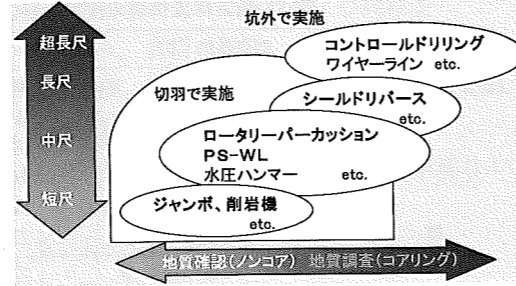 坑外で実施
超長尺
コントロールドリリング
ワイヤーライン etc.
長尺
切羽で実施
シールドリバース
etc.
中尺
ロータリーパーカッション
PS-WL
水圧ハンマー etc.
短尺
ジャンボ、削岩機
etc.
地質確認(ノンコア) 地質調査(コアリング)